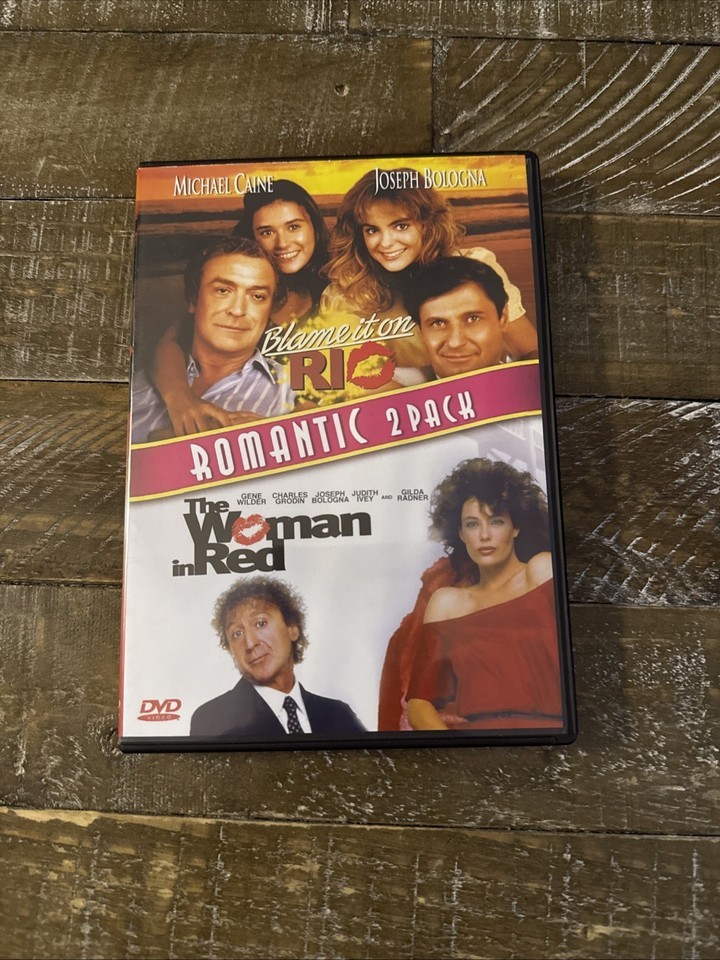 MICHAEL CAINE JOSEPH BOLOGNA
Blame it on
RIO
ROMANTIC 2 PACK
GENE WILDER CHARLES GRODIN JOSEPH BOLOGNA JUDITH IVEY AND GILDA RADNER
The
Woman
in Red
DVD
VIDEO